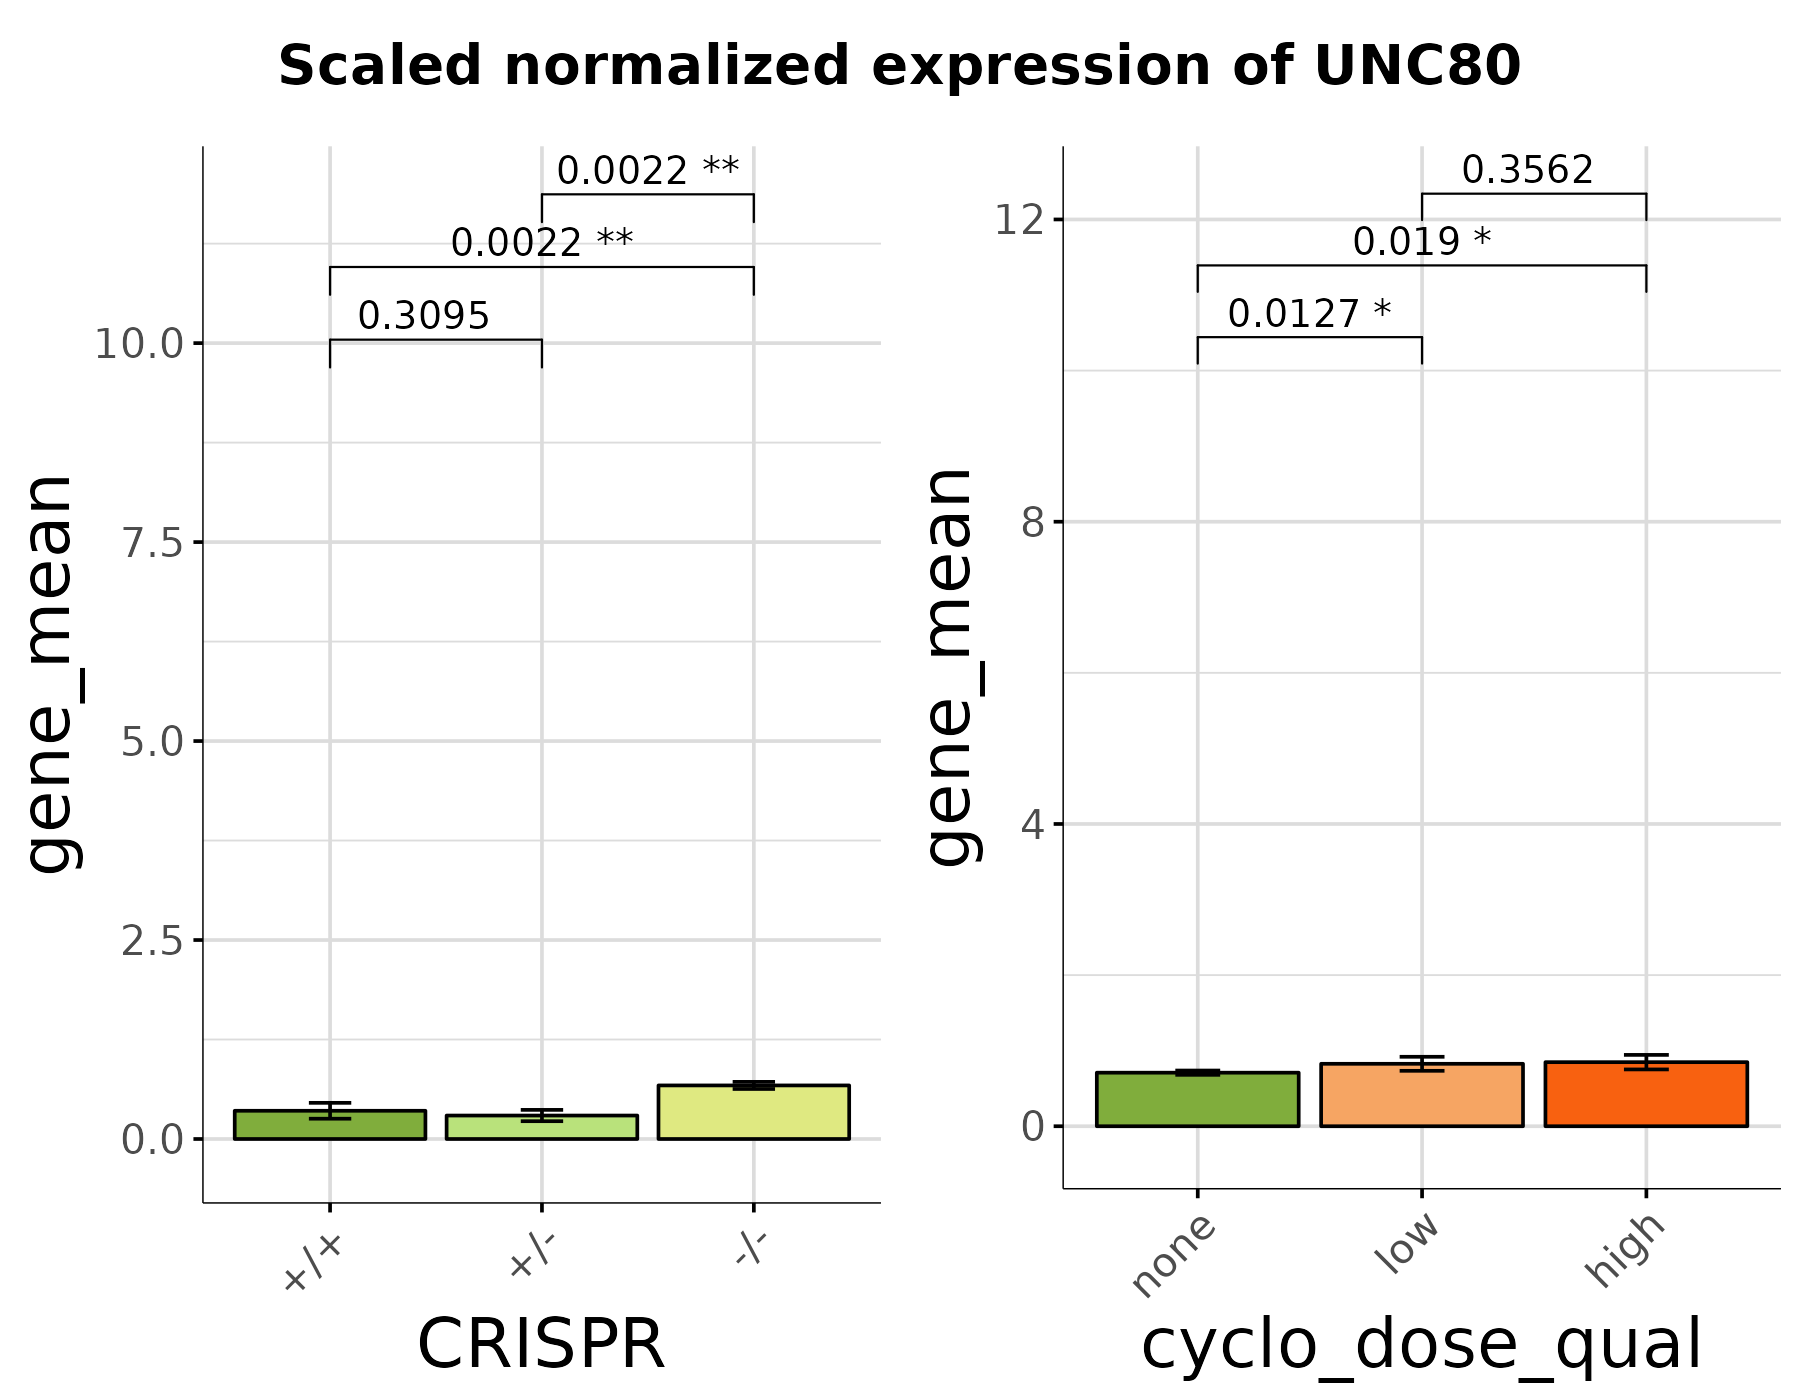 Scaled normalized expression of UNC80
gene_mean
10.0
7.5
5.0
2.5
0.0
0.0022 **
0.0022 **
0.3095
+/+
+/-
-/-
CRISPR
gene_mean
12
8
4
0
0.3562
0.019 *
0.0127 *
none
low
high
cyclo_dose_qual